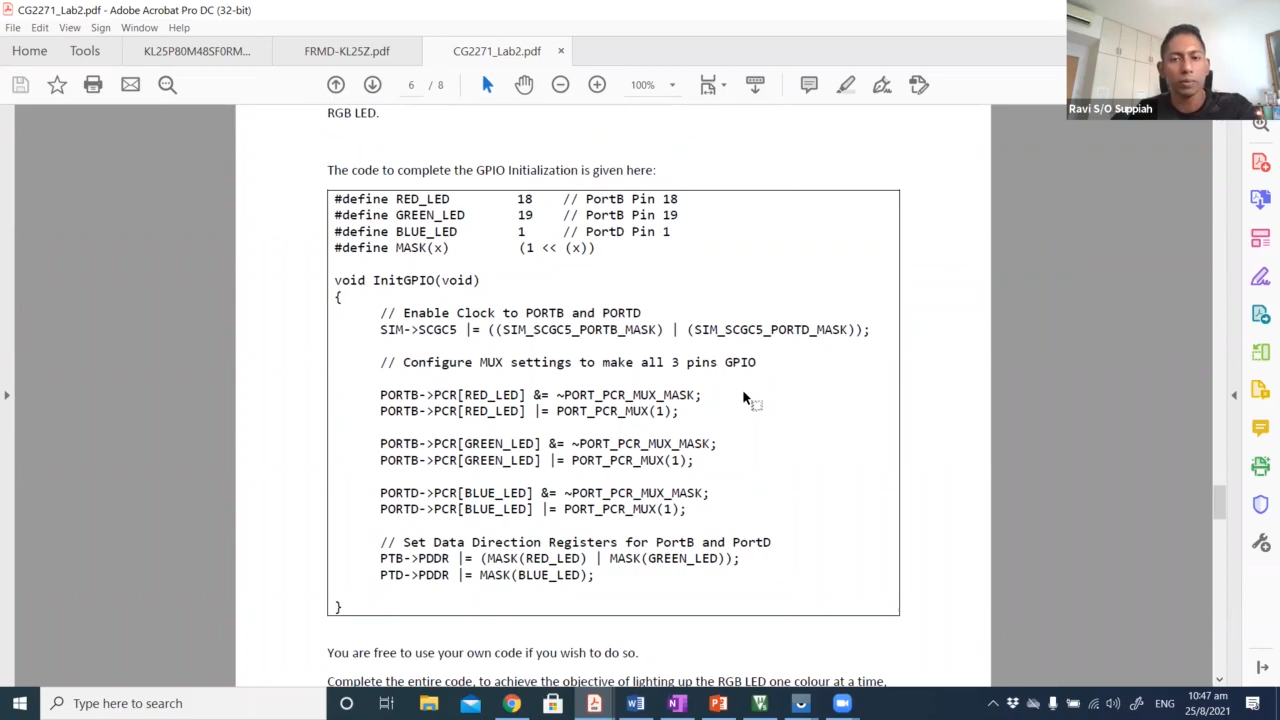 CG2271_Lab2.pdf - Adobe Acrobat Pro DC (32-bit)
File Edit View Sign Window Help
Home Tools KL25P80M48SF0RM... FRMD-KL25Z.pdf CG2271_Lab2.pdf ×
6 / 8 100%
Ravi S/O Suppiah
RGB LED.
The code to complete the GPIO Initialization is given here:
#define RED_LED 18 // PortB Pin 18
#define GREEN_LED 19 // PortB Pin 19
#define BLUE_LED 1 // PortD Pin 1
#define MASK(x) (1 << (x))
void InitGPIO(void)
{
// Enable Clock to PORTB and PORTD
SIM->SCGC5 |= ((SIM_SCGC5_PORTB_MASK) | (SIM_SCGC5_PORTD_MASK));
// Configure MUX settings to make all 3 pins GPIO
PORTB->PCR[RED_LED] &= ~PORT_PCR_MUX_MASK;
PORTB->PCR[RED_LED] |= PORT_PCR_MUX(1);
PORTB->PCR[GREEN_LED] &= ~PORT_PCR_MUX_MASK;
PORTB->PCR[GREEN_LED] |= PORT_PCR_MUX(1);
PORTD->PCR[BLUE_LED] &= ~PORT_PCR_MUX_MASK;
PORTD->PCR[BLUE_LED] |= PORT_PCR_MUX(1);
// Set Data Direction Registers for PortB and PortD
PTB->PDDR |= (MASK(RED_LED) | MASK(GREEN_LED));
PTD->PDDR |= MASK(BLUE_LED);
}
You are free to use your own code if you wish to do so.
Complete the entire code, to achieve the objective of lighting up the RGB LED one colour at a time,
Type here to search
ENG
10:47 am
25/8/2021